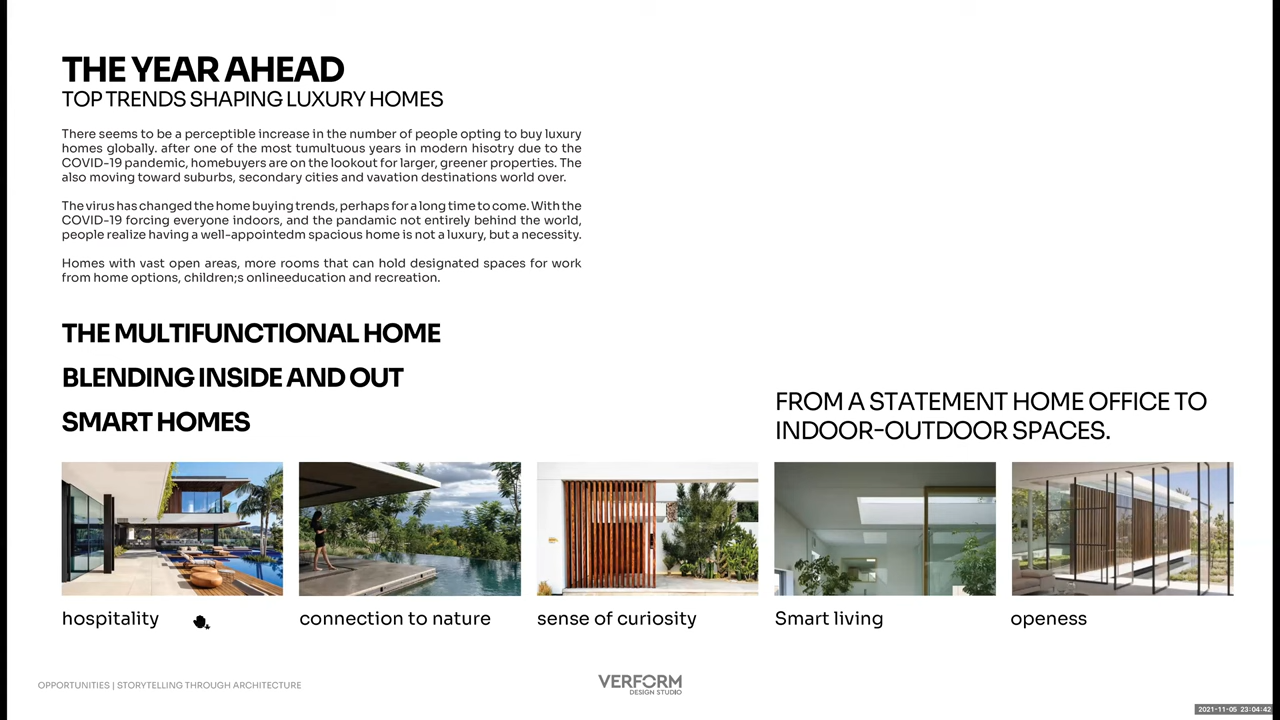 THE YEAR AHEAD
TOP TRENDS SHAPING LUXURY HOMES
There seems to be a perceptible increase in the number of people opting to buy luxury
homes globally. after one of the most tumultuous years in modern hisotry due to the
COVID-19 pandemic, homebuyers are on the lookout for larger, greener properties. The
also moving toward suburbs, secondary cities and vavation destinations world over.
The virus has changed the home buying trends, perhaps for a long time to come. With the
COVID-19 forcing everyone indoors, and the pandamic not entirely behind the world,
people realize having a well-appointedm spacious home is not a luxury, but a necessity.
Homes with vast open areas, more rooms that can hold designated spaces for work
from home options, children;s onlineeducation and recreation.
THE MULTIFUNCTIONAL HOME
BLENDING INSIDE AND OUT
SMART HOMES
FROM A STATEMENT HOME OFFICE TO
INDOOR-OUTDOOR SPACES.
hospitality
connection to nature
sense of curiosity
Smart living
openess
OPPORTUNITIES | STORYTELLING THROUGH ARCHITECTURE
VERFORM
DESIGN STUDIO
2021-11-05 23:04:42